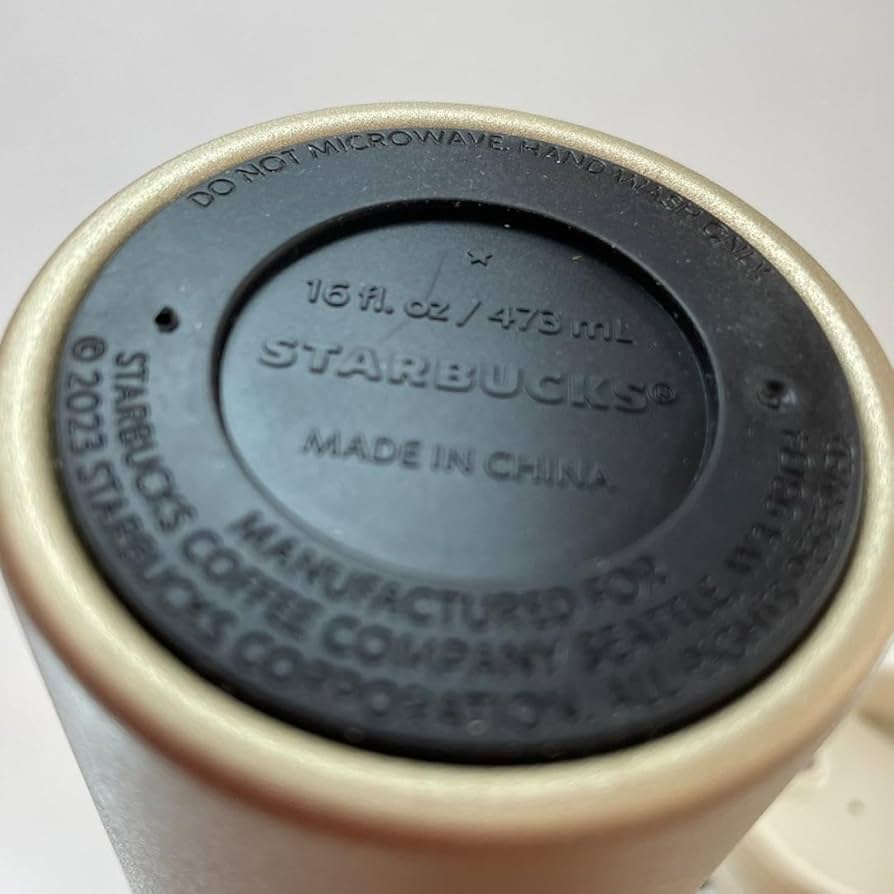 DO NOT MICROWAVE. HAND WASH ONLY
16 fl. oz / 473 mL
STARBUCKS®
MADE IN CHINA
MANUFACTURED FOR
STARBUCKS COFFEE COMPANY SEATTLE, WA
© 2023 STARBUCKS CORPORATION. ALL RIGHTS RESERVED